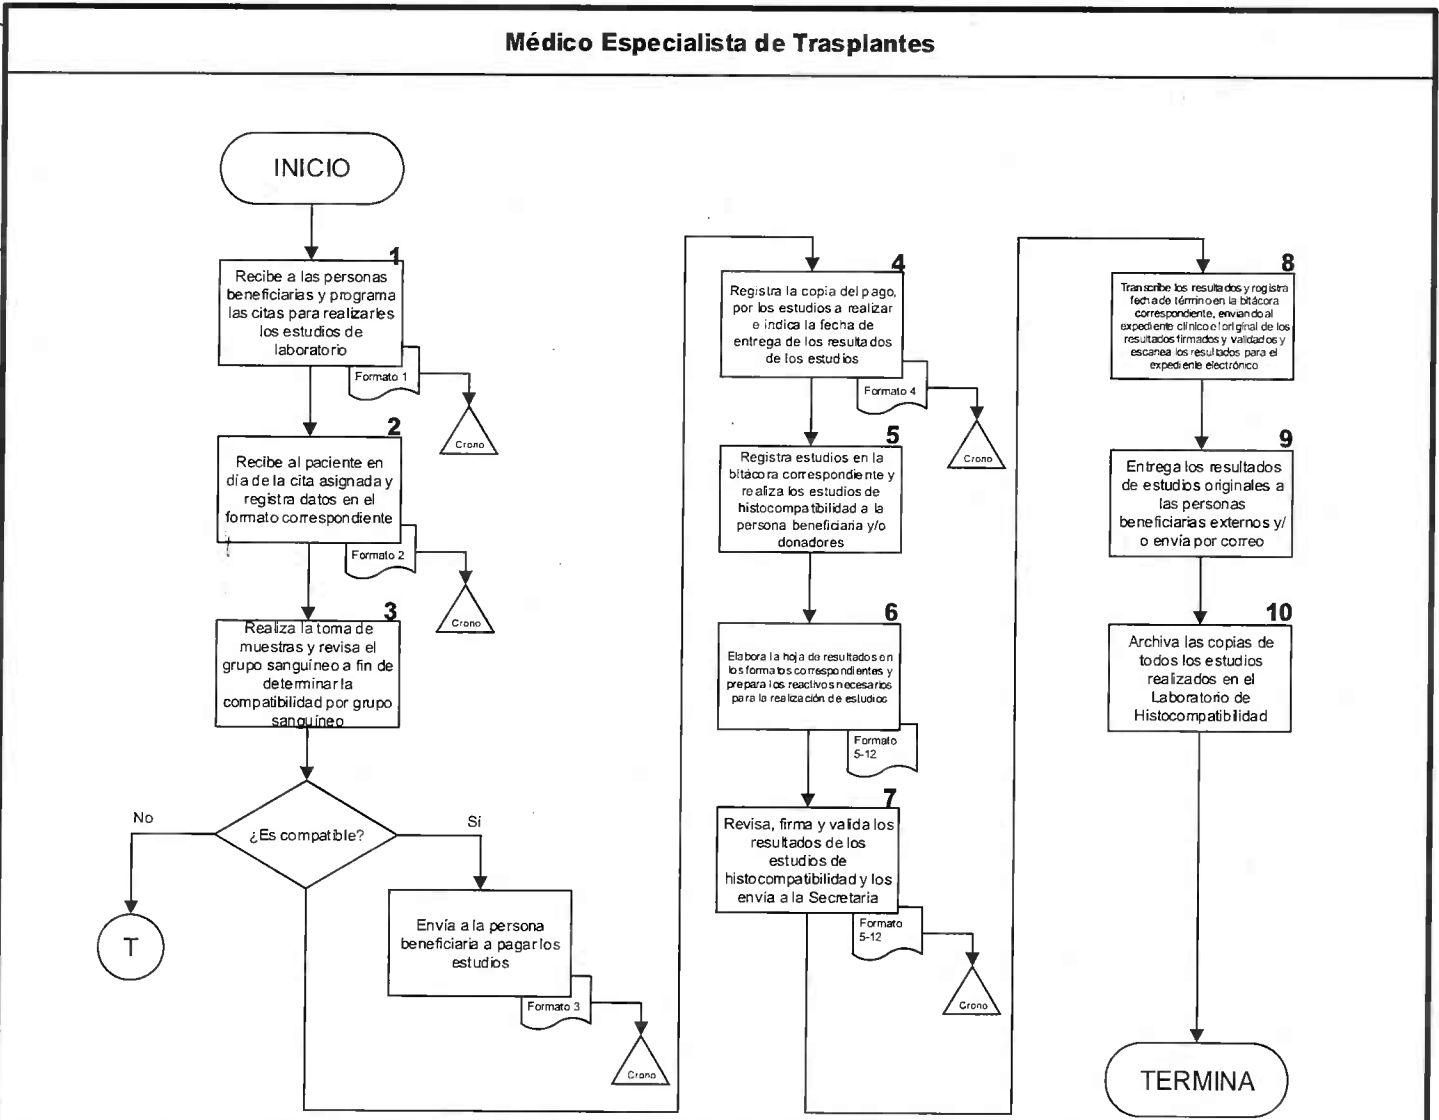 Médico Especialista de Trasplantes
INICIO
1
Recibe a las personas
beneficiarias y programa
las citas para realizarles
los estudios de
laboratorio
Formato 1
Crono
2
Recibe al paciente en
día de la cita asignada y
registra datos en el
formato correspondiente
Formato 2
Crono
3
Realiza la toma de
muestras y revisa el
grupo sanguíneo a fin de
determinar la
compatibilidad por grupo
sanguíneo
¿Es compatible?
No
Sí
T
Envía a la persona
beneficiaria a pagar los
estudios
Formato 3
Crono
4
Registra la copia del pago,
por los estudios a realizar
e indica la fecha de
entrega de los resultados
de los estudios
Formato 4
Crono
5
Registra estudios en la
bitácora correspondiente y
realiza los estudios de
histocompatibilidad a la
persona beneficiaria y/o
donadores
6
Elabora la hoja de resultados en
los formatos correspondientes y
prepara los reactivos necesarios
para la realización de estudios
Formato
5-12
7
Revisa, firma y valida los
resultados de los
estudios de
histocompatibilidad y los
envía a la Secretaria
Formato
5-12
Crono
8
Transcribe los resultados y registra
fecha de término en la bitácora
correspondiente, enviando al
expediente clínico el original de los
resultados firmados y validados y
escanea los resultados para el
expediente electrónico
9
Entrega los resultados
de estudios originales a
las personas
beneficiarias externos y/
o envía por correo
10
Archiva las copias de
todos los estudios
realizados en el
Laboratorio de
Histocompatibilidad
TERMINA